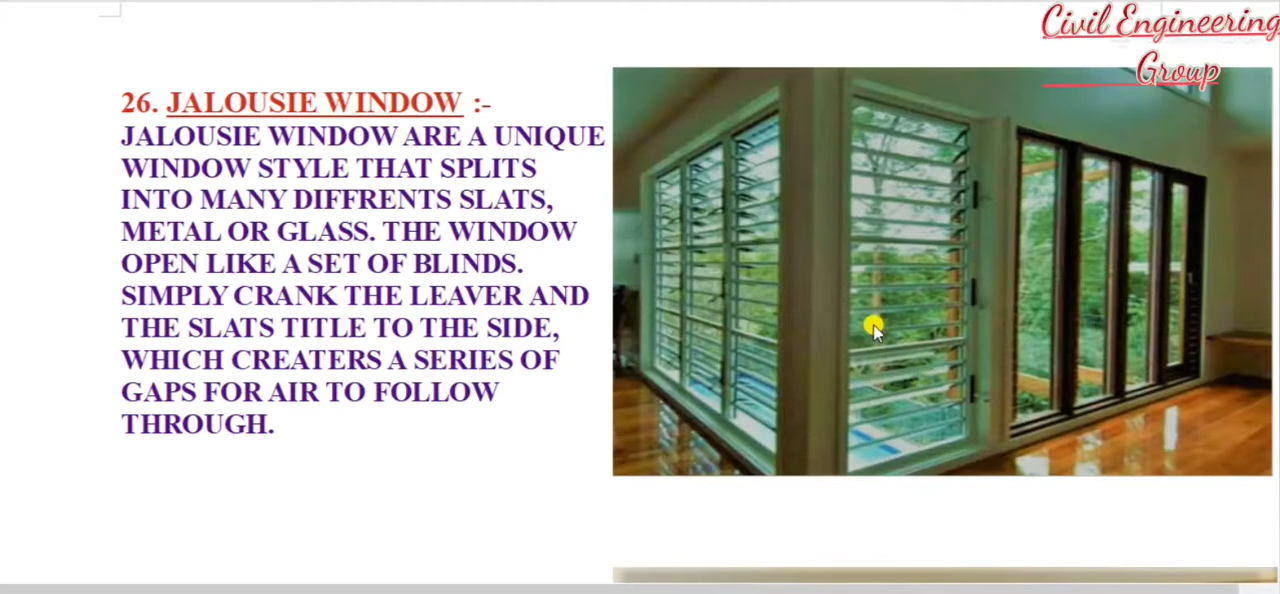 Civil Engineering
Group
26. JALOUSIE WINDOW :-
JALOUSIE WINDOW ARE A UNIQUE
WINDOW STYLE THAT SPLITS
INTO MANY DIFFRENTS SLATS,
METAL OR GLASS. THE WINDOW
OPEN LIKE A SET OF BLINDS.
SIMPLY CRANK THE LEAVER AND
THE SLATS TITLE TO THE SIDE,
WHICH CREATERS A SERIES OF
GAPS FOR AIR TO FOLLOW
THROUGH.